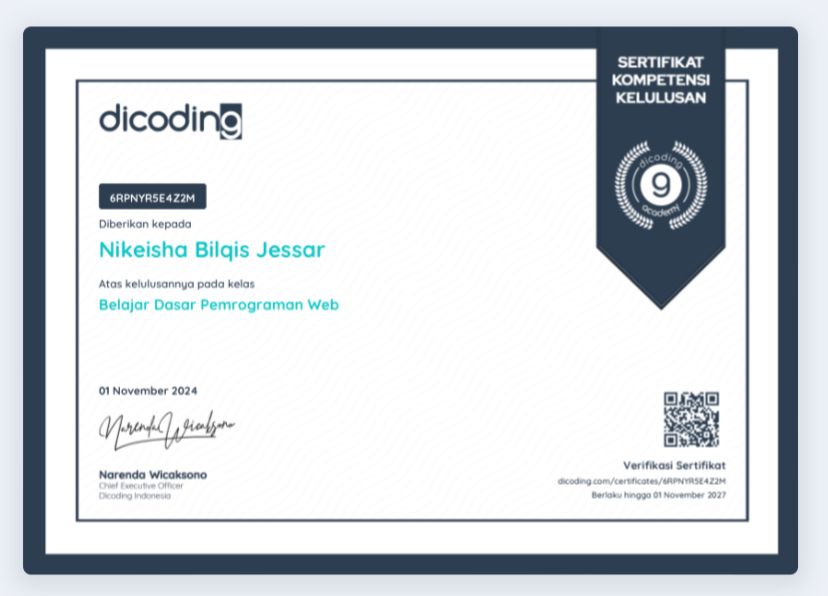 SERTIFIKAT
KOMPETENSI
KELULUSAN
dicoding
dicoding
9
academy
6RPNYR5E4Z2M
Diberikan kepada
Nikeisha Bilqis Jessar
Atas kelulusannya pada kelas
Belajar Dasar Pemrograman Web
01 November 2024
Narenda Wicaksono
Narenda Wicaksono
Chief Executive Officer
Dicoding Indonesia
Verifikasi Sertifikat
dicoding.com/certificates/6RPNYR5E4Z2M
Berlaku hingga 01 November 2027